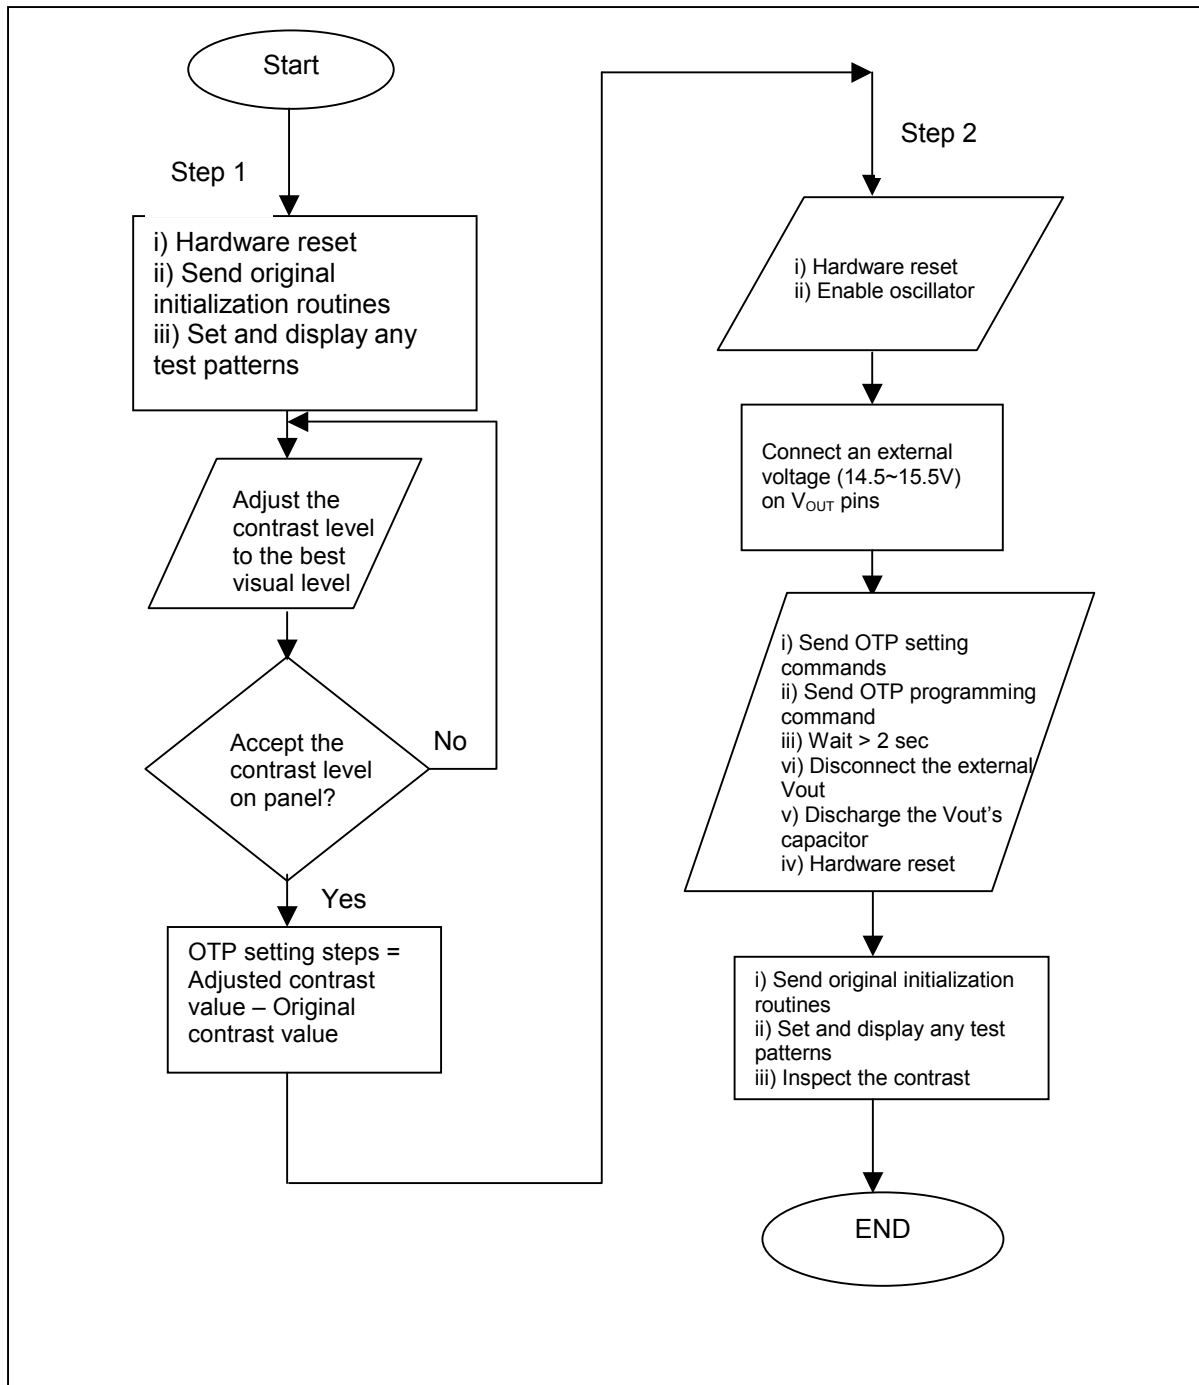 Start
Step 1
i) Hardware reset
ii) Send original
initialization routines
iii) Set and display any
test patterns
Adjust the
contrast level
to the best
visual level
Accept the
contrast level
on panel?
No
Yes
OTP setting steps =
Adjusted contrast
value – Original
contrast value
Step 2
i) Hardware reset
ii) Enable oscillator
Connect an external
voltage (14.5~15.5V)
on VOUT pins
i) Send OTP setting
commands
ii) Send OTP programming
command
iii) Wait > 2 sec
vi) Disconnect the external
Vout
v) Discharge the Vout’s
capacitor
iv) Hardware reset
i) Send original initialization
routines
ii) Set and display any test
patterns
iii) Inspect the contrast
END